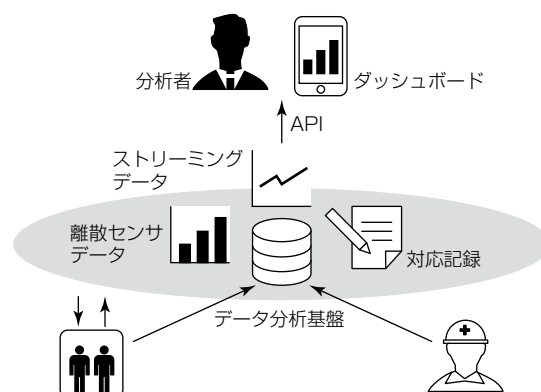 分析者
ダッシュボード
API
ストリーミング
データ
離散センサ
データ
対応記録
データ分析基盤